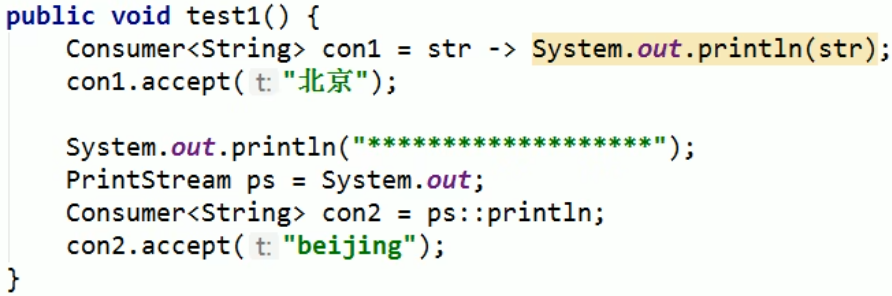 public void test1() {
    Consumer<String> con1 = str -> System.out.println(str);
    con1.accept( t: "北京");

    System.out.println("*******************");
    PrintStream ps = System.out;
    Consumer<String> con2 = ps::println;
    con2.accept( t: "beijing");
}